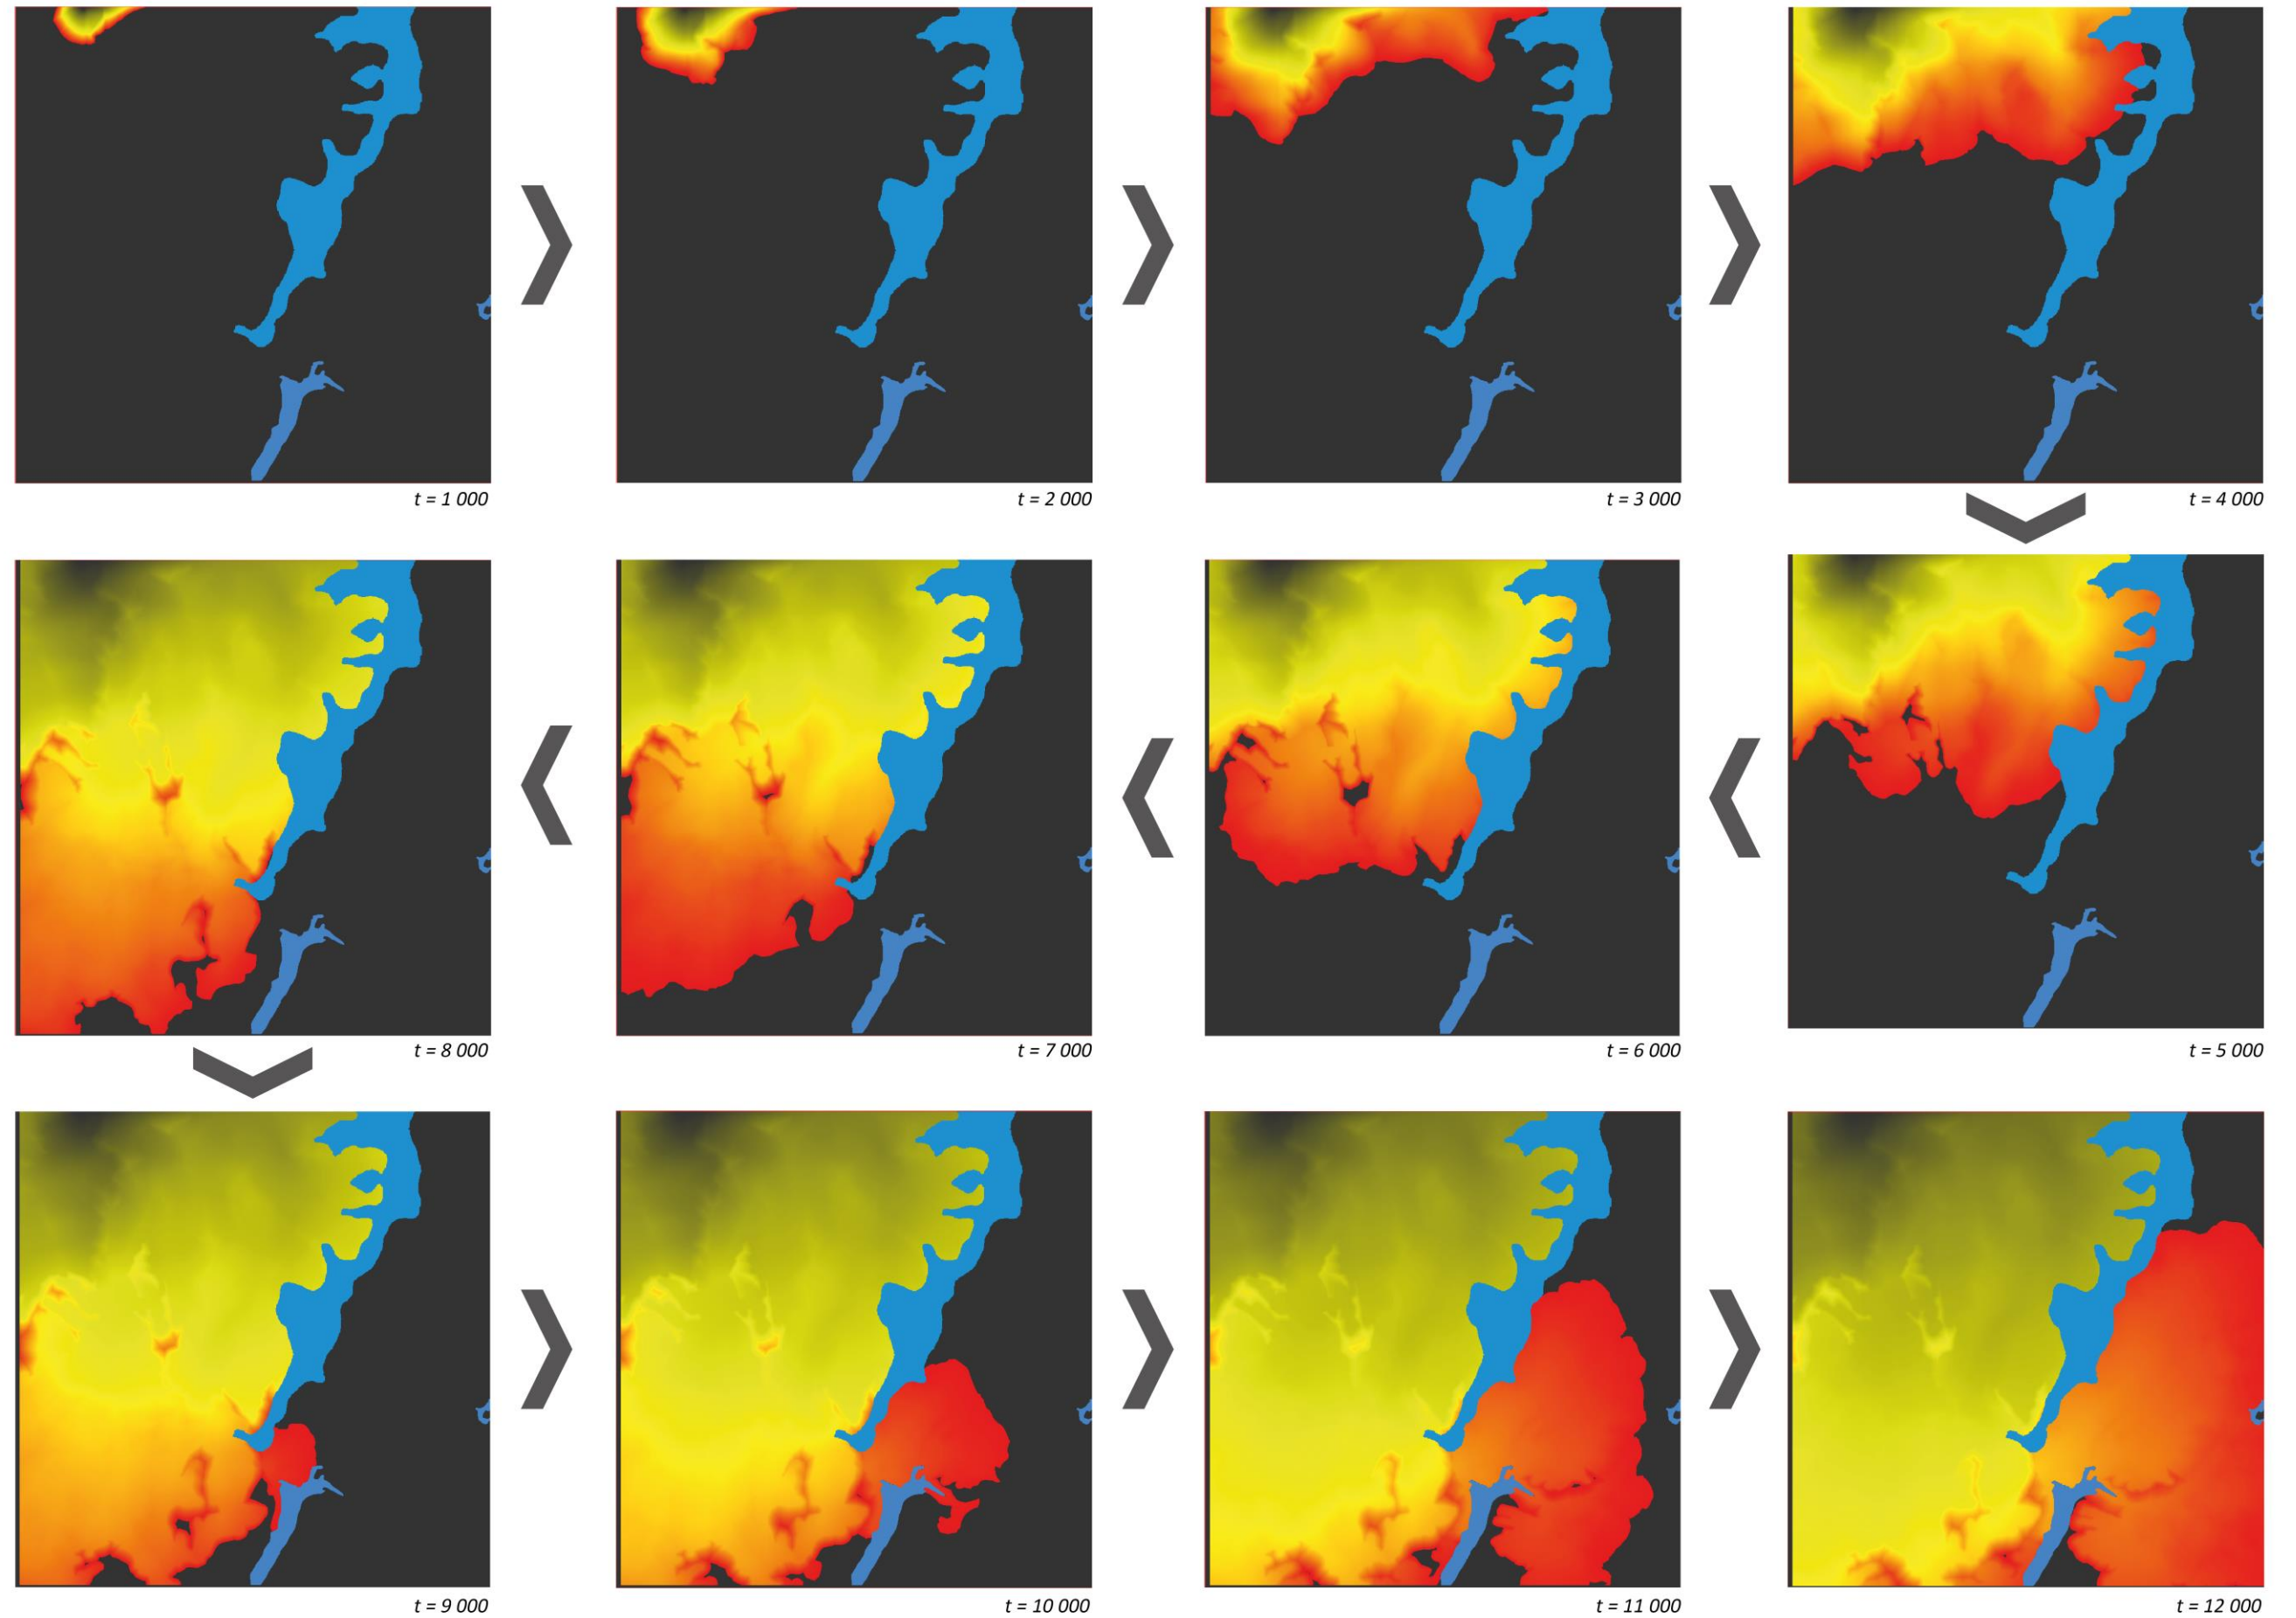 t = 1 000
t = 2 000
t = 3 000
t = 4 000
t = 8 000
t = 7 000
t = 6 000
t = 5 000
t = 9 000
t = 10 000
t = 11 000
t = 12 000